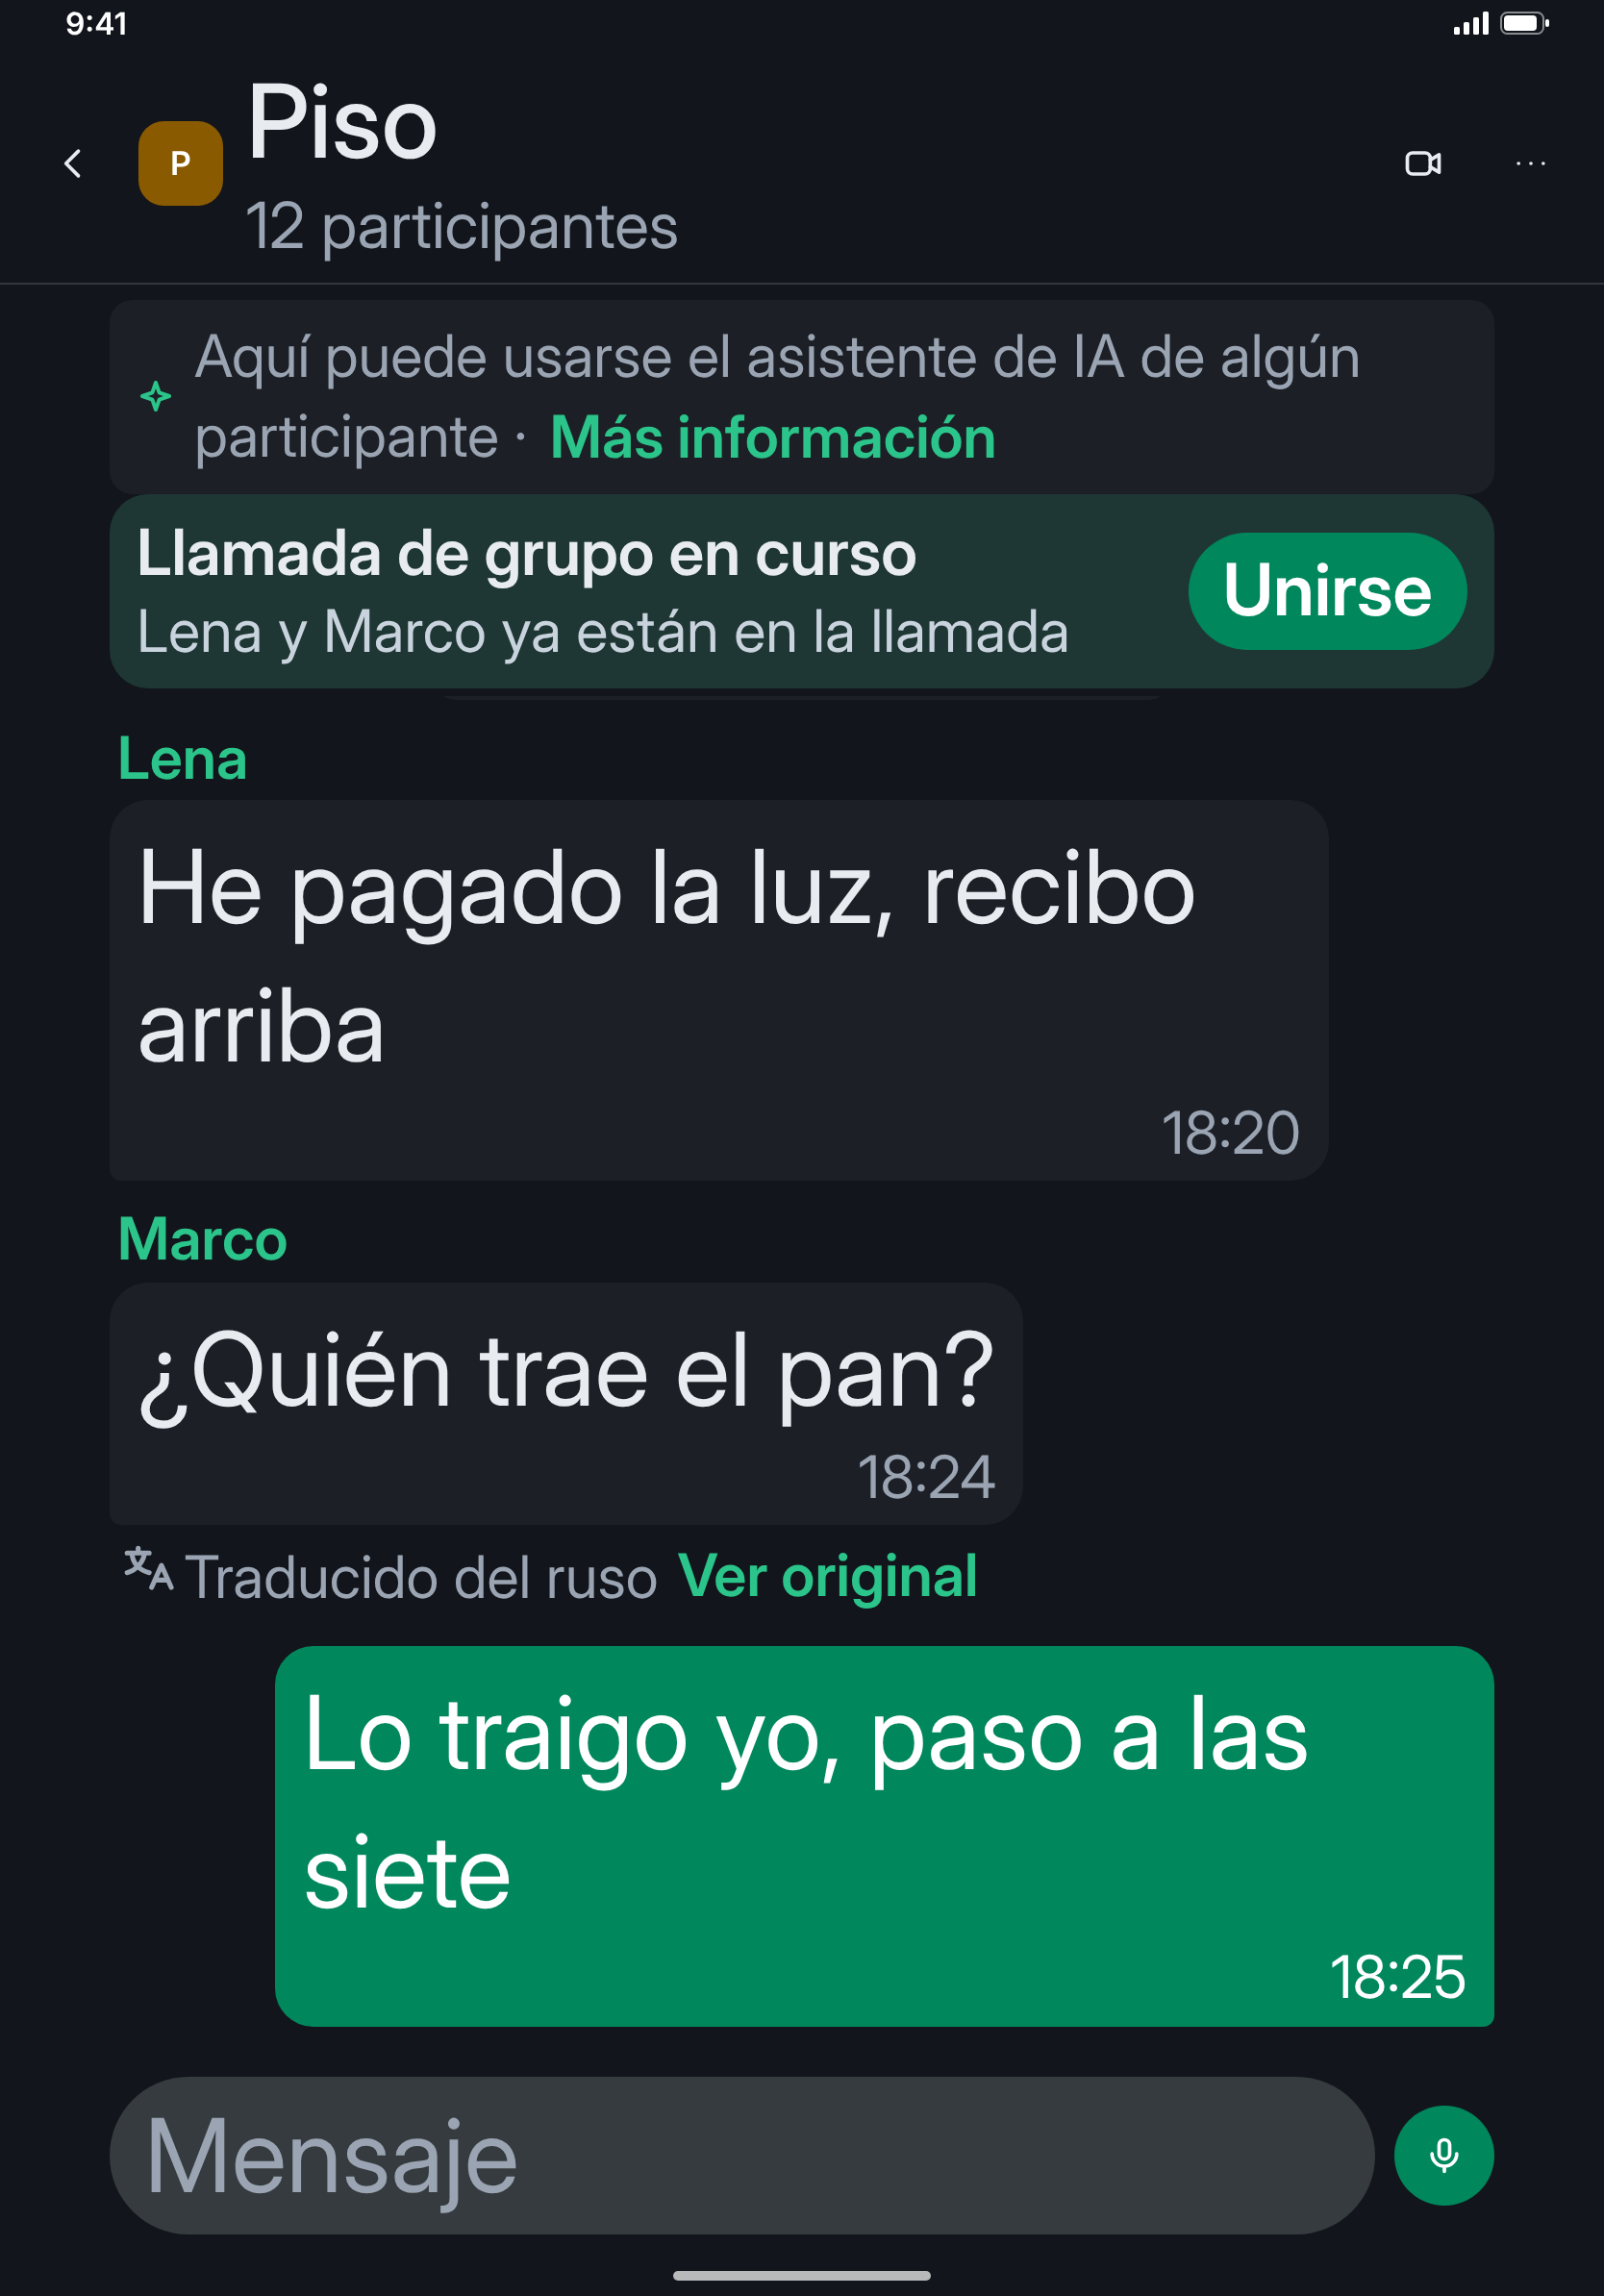 9:41
P
Piso
12 participantes
Aquí puede usarse el asistente de IA de algún
participante · Más información
Llamada de grupo en curso
Lena y Marco ya están en la llamada
Unirse
Lena
He pagado la luz, recibo
arriba
18:20
Marco
¿Quién trae el pan?
18:24
Traducido del ruso Ver original
Lo traigo yo, paso a las
siete
18:25
Mensaje